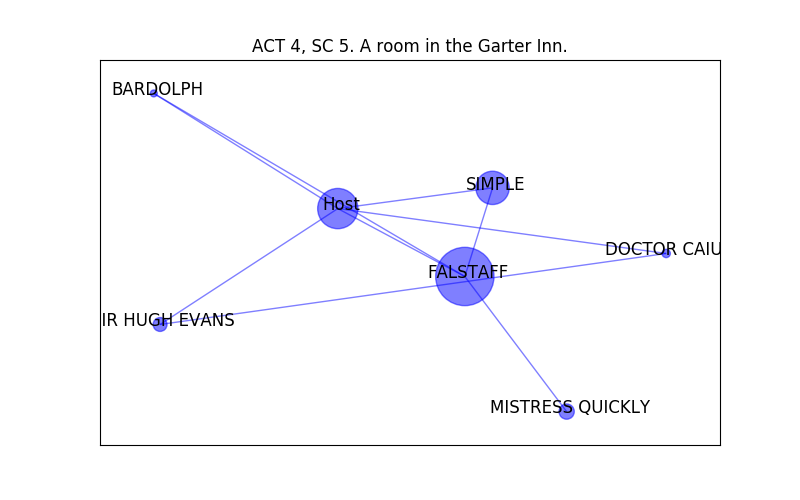 ACT 4, SC 5. A room in the Garter Inn.
BARDOLPH
SIMPLE
Host
DOCTOR CAIU
FALSTAFF
IR HUGH EVANS
MISTRESS QUICKLY